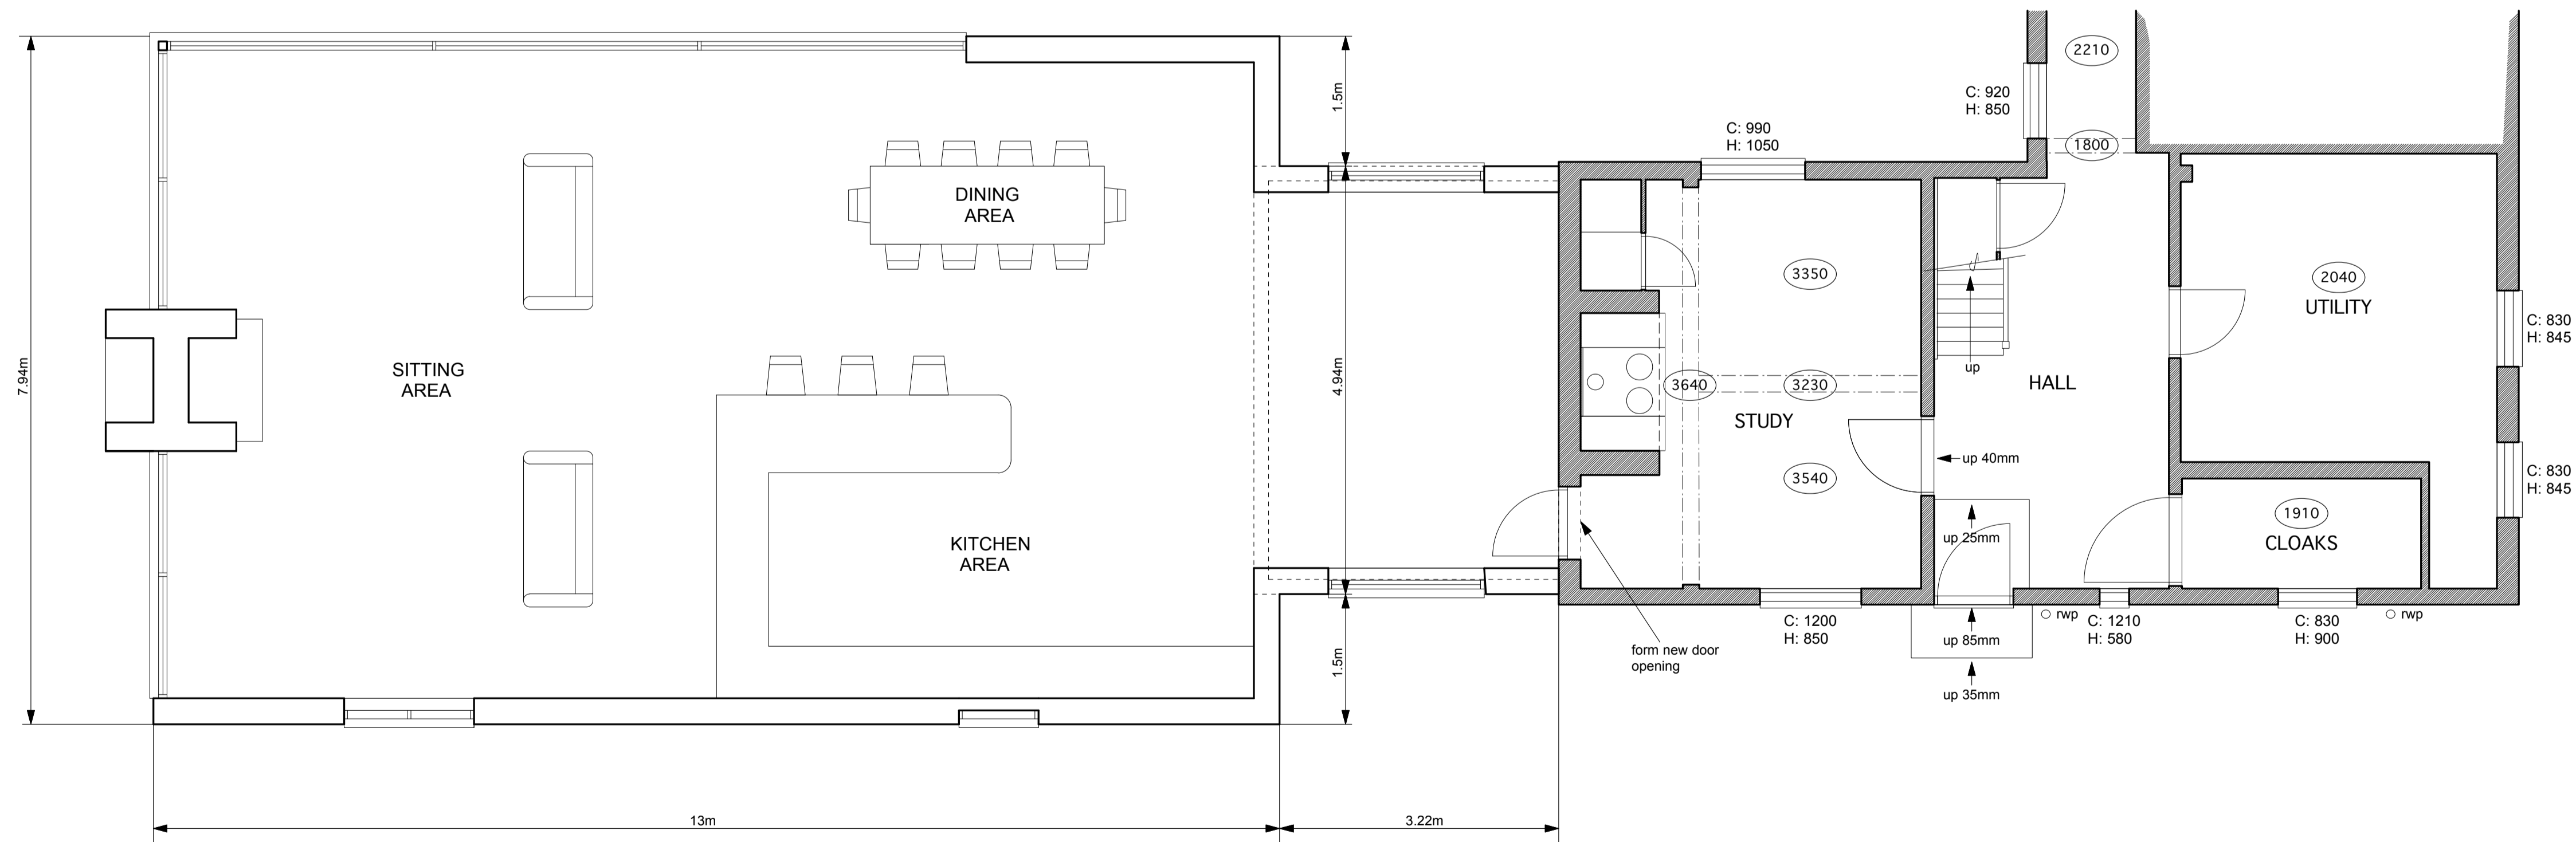 2210
C: 920
H: 850
1.5m
C: 990
H: 1050
1800
DINING
AREA
3350
2040
UTILITY
C: 830
H: 845
7.94m
SITTING
AREA
4.94m
up
3640
3230
HALL
STUDY
up 40mm
3540
C: 830
H: 845
1910
CLOAKS
up 25mm
KITCHEN
AREA
rwp
rwp
C: 1200
H: 850
C: 1210
H: 580
C: 830
H: 900
up 85mm
form new door
opening
1.5m
up 35mm
13m
3.22m